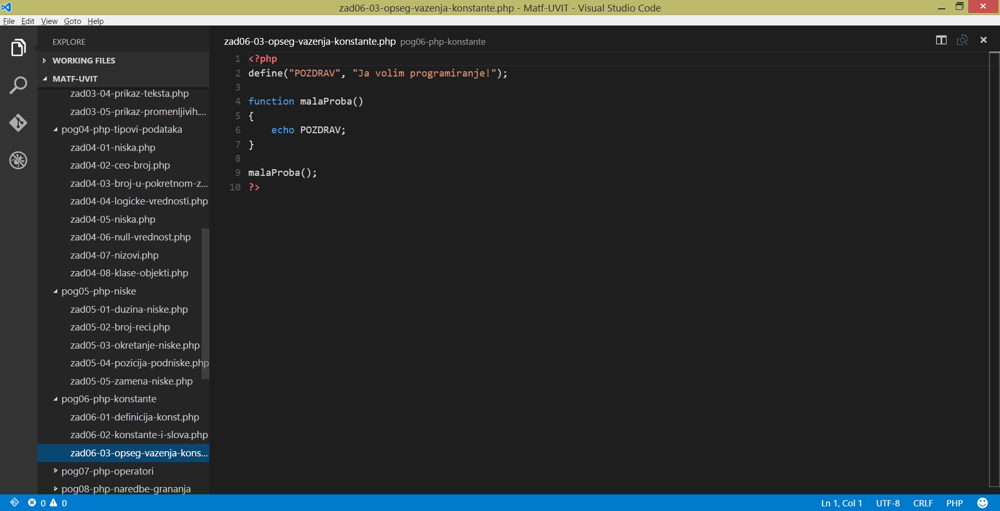 zad06-03-opseg-vazenja-konstante.php - Matf-UVIT - Visual Studio Code
File Edit View Goto Help
EXPLORE
WORKING FILES
MATF-UVIT
zad03-04-prikaz-teksta.php
zad03-05-prikaz-promenljivih....
pog04-php-tipovi-podataka
zad04-01-niska.php
zad04-02-ceo-broj.php
zad04-03-broj-u-pokretnom-z...
zad04-04-logicke-vrednosti.php
zad04-05-niska.php
zad04-06-null-vrednost.php
zad04-07-nizovi.php
zad04-08-klase-objekti.php
pog05-php-niske
zad05-01-duzina-niske.php
zad05-02-broj-reci.php
zad05-03-okretanje-niske.php
zad05-04-pozicija-podniske.php
zad05-05-zamena-niske.php
pog06-php-konstante
zad06-01-definicija-konst.php
zad06-02-konstante-i-slova.php
zad06-03-opseg-vazenja-kons...
pog07-php-operatori
pog08-php-naredbe-grananja
zad06-03-opseg-vazenja-konstante.php pog06-php-konstante
1 <?php
2 define("POZDRAV", "Ja volim programiranje!");
3
4 function malaProba()
5 {
6     echo POZDRAV;
7 }
8
9 malaProba();
10 ?>
0 0
Ln 1, Col 1 UTF-8 CRLF PHP